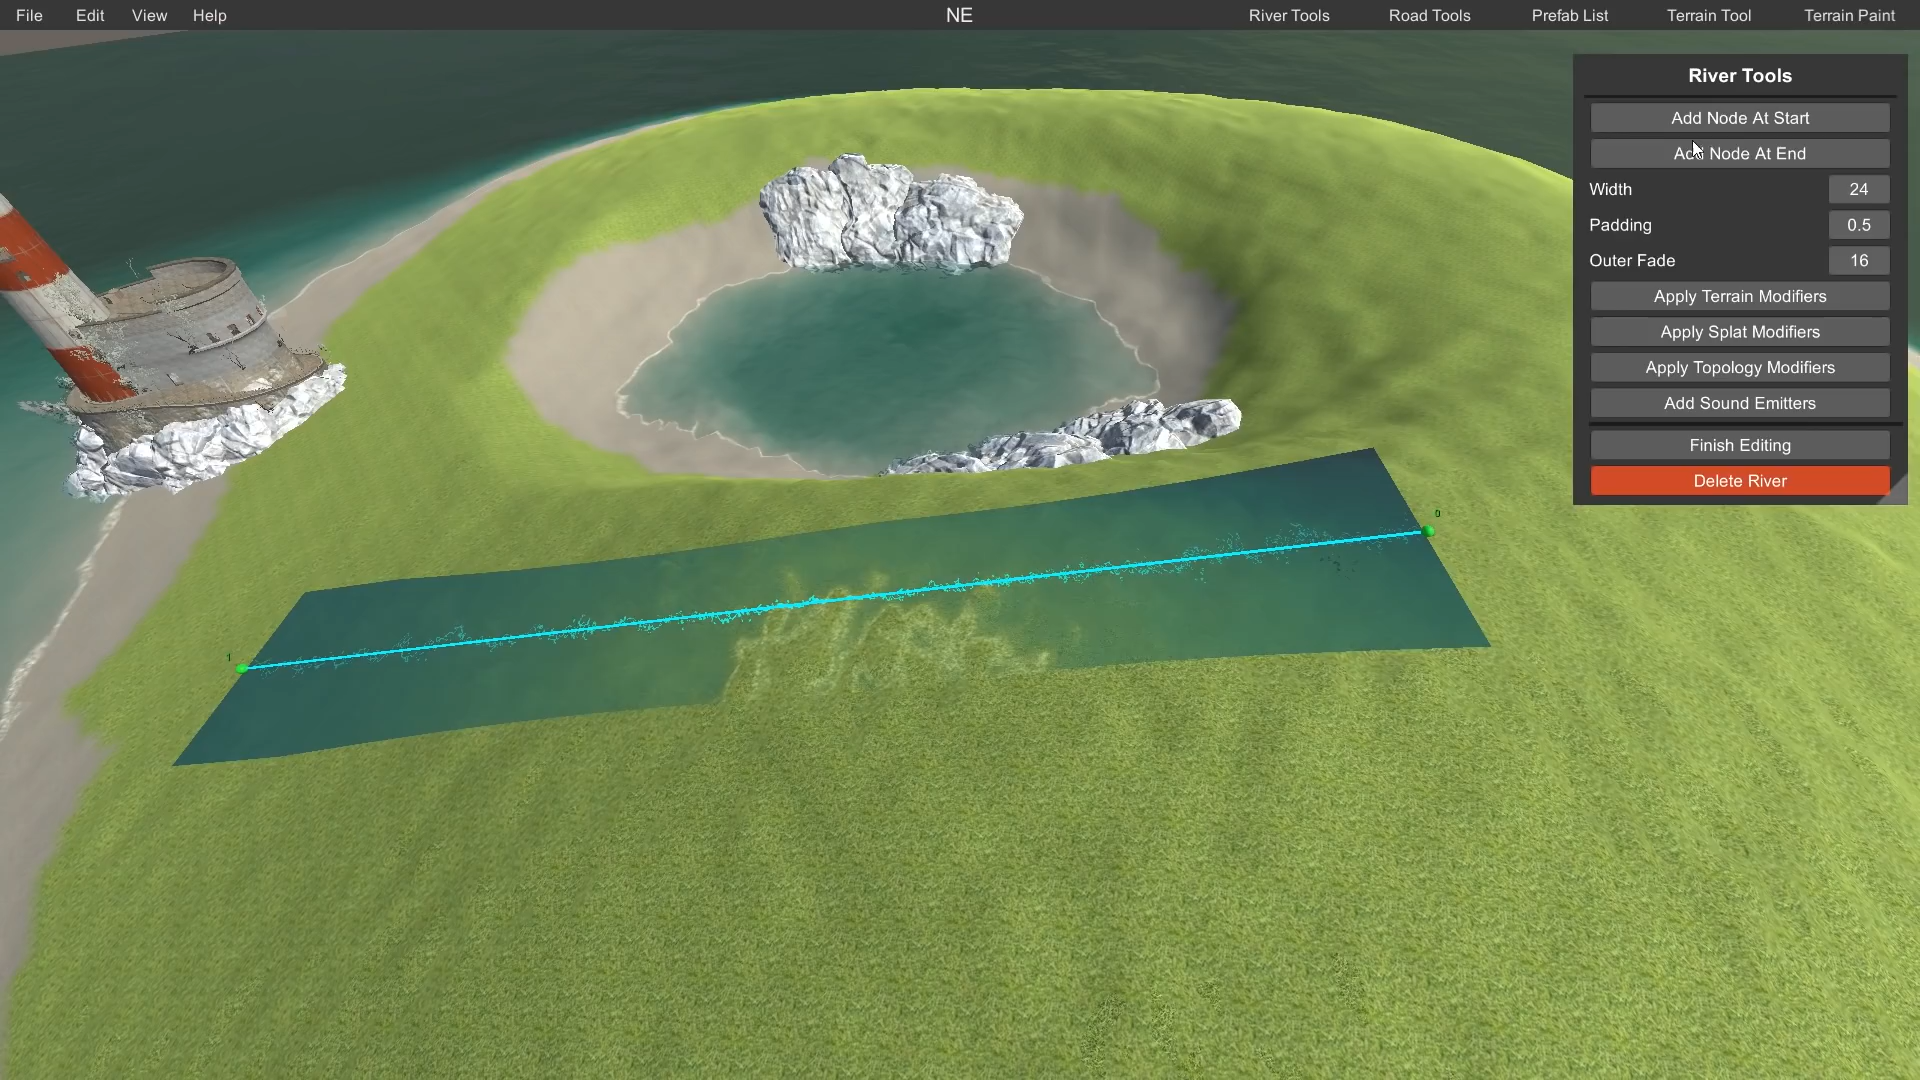 File Edit View Help NE River Tools Road Tools Prefab List Terrain Tool Terrain Paint
River Tools
Add Node At Start
Add Node At End
Width 24
Padding 0.5
Outer Fade 16
Apply Terrain Modifiers
Apply Splat Modifiers
Apply Topology Modifiers
Add Sound Emitters
Finish Editing
Delete River
0
1